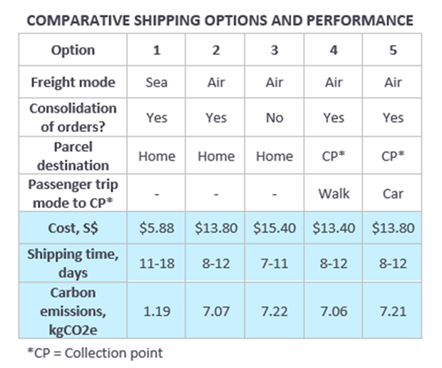 COMPARATIVE SHIPPING OPTIONS AND PERFORMANCE
Option 1 2 3 4 5
Freight mode Sea Air Air Air Air
Consolidation of orders? Yes Yes No Yes Yes
Parcel destination Home Home Home CP* CP*
Passenger trip mode to CP* - - - Walk Car
Cost, S$ $5.88 $13.80 $15.40 $13.40 $13.80
Shipping time, days 11-18 8-12 7-11 8-12 8-12
Carbon emissions, kgCO2e 1.19 7.07 7.22 7.06 7.21
*CP = Collection point